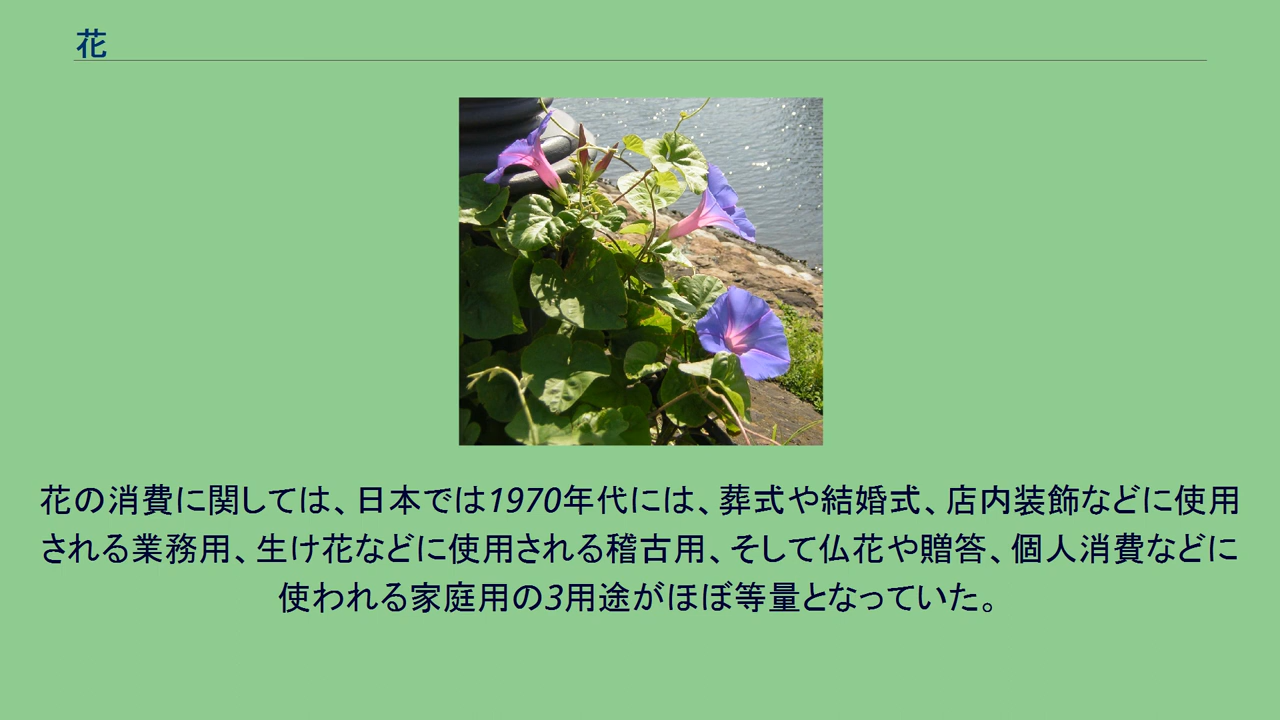 花
花の消費に関しては、日本では1970年代には、葬式や結婚式、店内装飾などに使用
される業務用、生け花などに使用される稽古用、そして仏花や贈答、個人消費などに
使われる家庭用の3用途がほぼ等量となっていた。